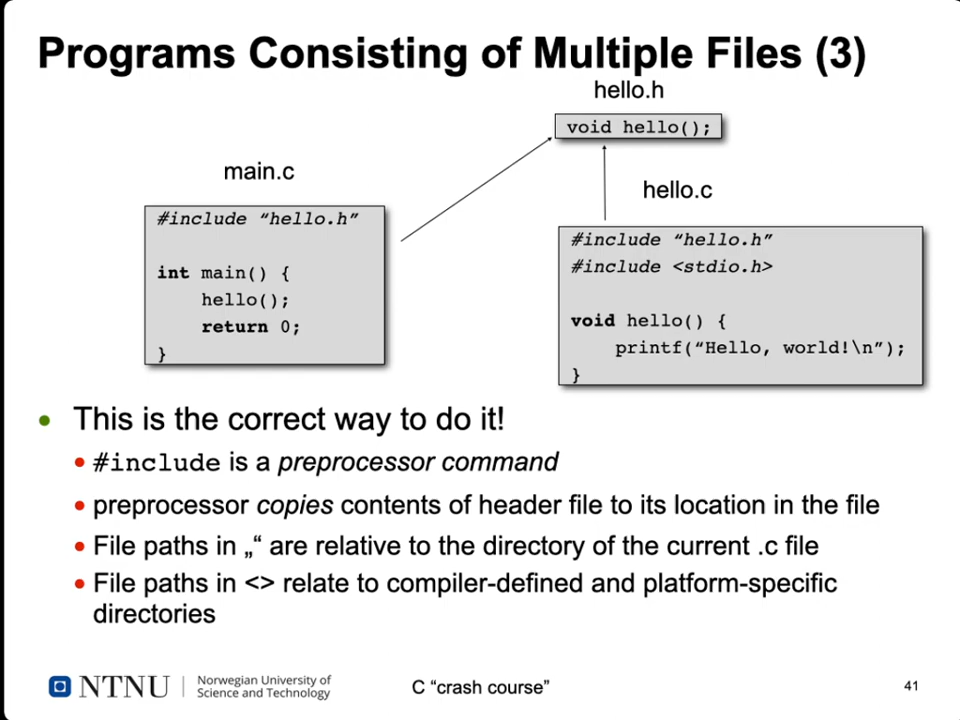 Programs Consisting of Multiple Files (3)
hello.h
void hello();
main.c
#include “hello.h”
int main() {
    hello();
    return 0;
}
hello.c
#include “hello.h”
#include <stdio.h>
void hello() {
    printf(“Hello, world!\n”);
}
• This is the correct way to do it!
• #include is a preprocessor command
• preprocessor copies contents of header file to its location in the file
• File paths in „“ are relative to the directory of the current .c file
• File paths in <> relate to compiler-defined and platform-specific
directories
NTNU
Norwegian University of
Science and Technology
C “crash course”
41